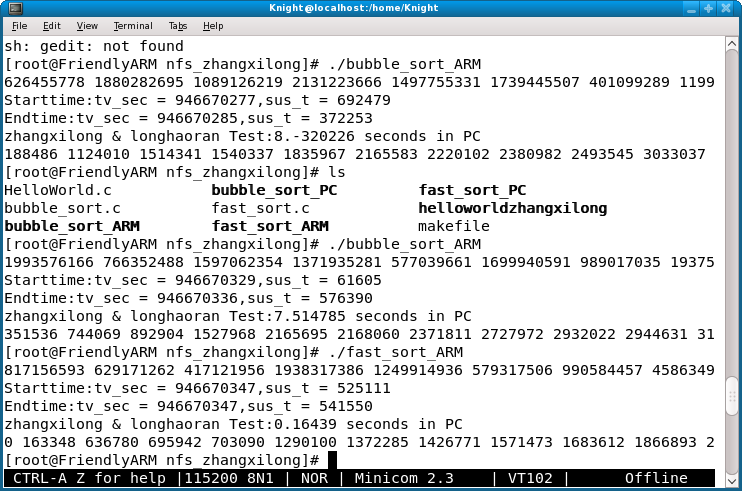 Knight@localhost:/home/Knight
File Edit View Terminal Tabs Help
sh: gedit: not found
[root@FriendlyARM nfs_zhangxilong]# ./bubble_sort_ARM
626455778 1880282695 1089126219 2131223666 1497755331 1739445507 401099289 1199
Starttime:tv_sec = 946670277,sus_t = 692479
Endtime:tv_sec = 946670285,sus_t = 372253
zhangxilong & longhaoran Test:8.-320226 seconds in PC
188486 1124010 1514341 1540337 1835967 2165583 2220102 2380982 2493545 3033037
[root@FriendlyARM nfs_zhangxilong]# ls
HelloWorld.c bubble_sort_PC fast_sort_PC
bubble_sort.c fast_sort.c helloworldzhangxilong
bubble_sort_ARM fast_sort_ARM makefile
[root@FriendlyARM nfs_zhangxilong]# ./bubble_sort_ARM
1993576166 766352488 1597062354 1371935281 577039661 1699940591 989017035 19375
Starttime:tv_sec = 946670329,sus_t = 61605
Endtime:tv_sec = 946670336,sus_t = 576390
zhangxilong & longhaoran Test:7.514785 seconds in PC
351536 744069 892904 1527968 2165695 2168060 2371811 2727972 2932022 2944631 31
[root@FriendlyARM nfs_zhangxilong]# ./fast_sort_ARM
817156593 629171262 417121956 1938317386 1249914936 579317506 990584457 4586349
Starttime:tv_sec = 946670347,sus_t = 525111
Endtime:tv_sec = 946670347,sus_t = 541550
zhangxilong & longhaoran Test:0.16439 seconds in PC
0 163348 636780 695942 703090 1290100 1372285 1426771 1571473 1683612 1866893 2
[root@FriendlyARM nfs_zhangxilong]#
CTRL-A Z for help |115200 8N1 | NOR | Minicom 2.3 | VT102 | Offline